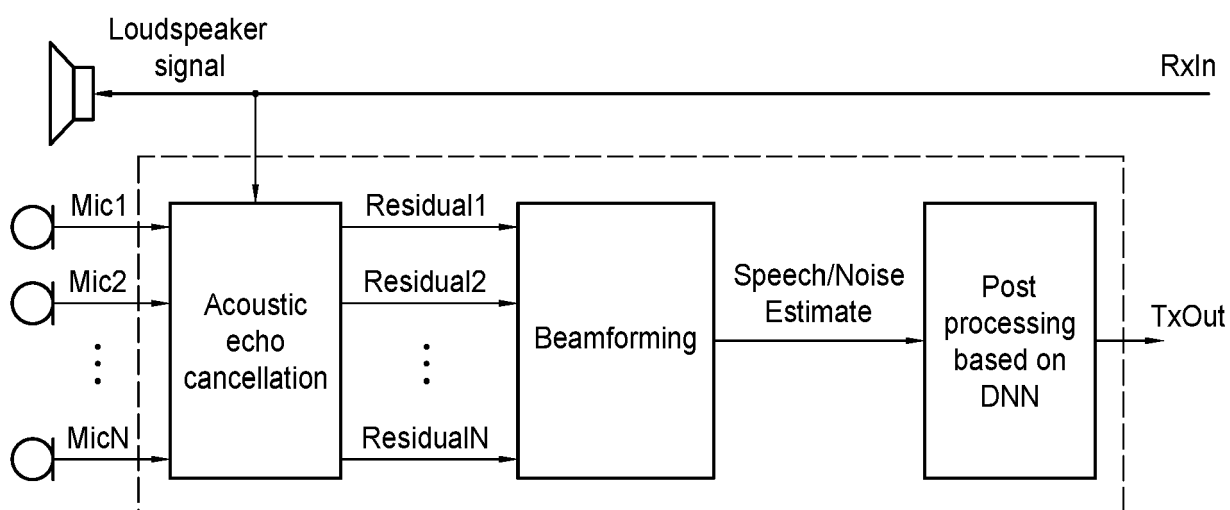 Loudspeaker
signal
RxIn
Mic1
Residual1
Mic2
Residual2
Speech/Noise
Estimate
Acoustic
echo
cancellation
Beamforming
Post
processing
based on
DNN
TxOut
MicN
ResidualN